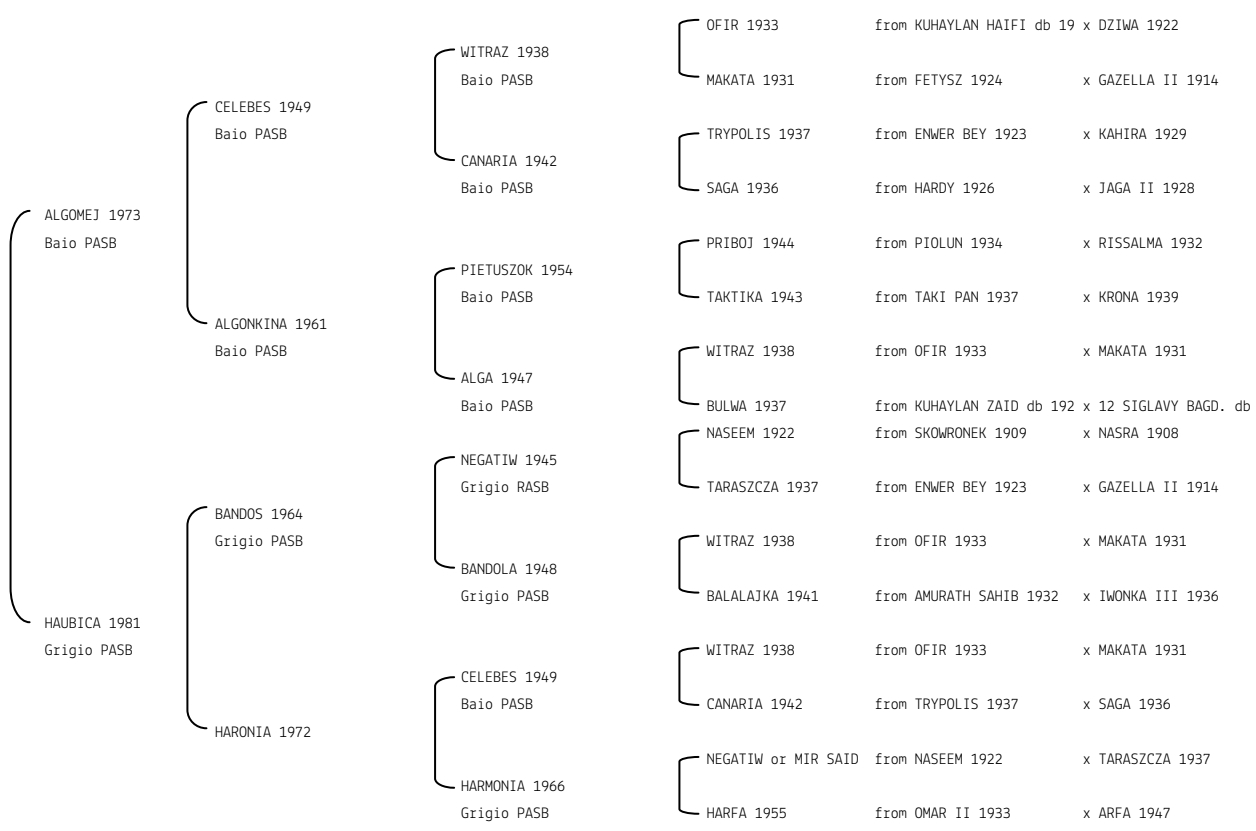 OFIR 1933 from KUHAYLAN HAIFI db 19 x DZIWA 1922
WITRAZ 1938
Baio PASB
MAKATA 1931 from FETYSZ 1924 x GAZELLA II 1914
CELEBES 1949
Baio PASB
TRYPOLIS 1937 from ENWER BEY 1923 x KAHIRA 1929
CANARIA 1942
Baio PASB
SAGA 1936 from HARDY 1926 x JAGA II 1928
ALGOMEJ 1973
Baio PASB
PRIBOJ 1944 from PIOLUN 1934 x RISSALMA 1932
PIETUSZOK 1954
Baio PASB
TAKTIKA 1943 from TAKI PAN 1937 x KRONA 1939
ALGONKINA 1961
Baio PASB
WITRAZ 1938 from OFIR 1933 x MAKATA 1931
ALGA 1947
Baio PASB
BULWA 1937 from KUHAYLAN ZAID db 192 x 12 SIGLAVY BAGD. db
NASEEM 1922 from SKOWRONEK 1909 x NASRA 1908
NEGATIW 1945
Grigio RASB
TARASZCZA 1937 from ENWER BEY 1923 x GAZELLA II 1914
BANDOS 1964
Grigio PASB
WITRAZ 1938 from OFIR 1933 x MAKATA 1931
BANDOLA 1948
Grigio PASB
BALALAJKA 1941 from AMURATH SAHIB 1932 x IWONKA III 1936
HAUBICA 1981
Grigio PASB
WITRAZ 1938 from OFIR 1933 x MAKATA 1931
CELEBES 1949
Baio PASB
CANARIA 1942 from TRYPOLIS 1937 x SAGA 1936
HARONIA 1972
NEGATIW or MIR SAID from NASEEM 1922 x TARASZCZA 1937
HARMONIA 1966
Grigio PASB
HARFA 1955 from OMAR II 1933 x ARFA 1947